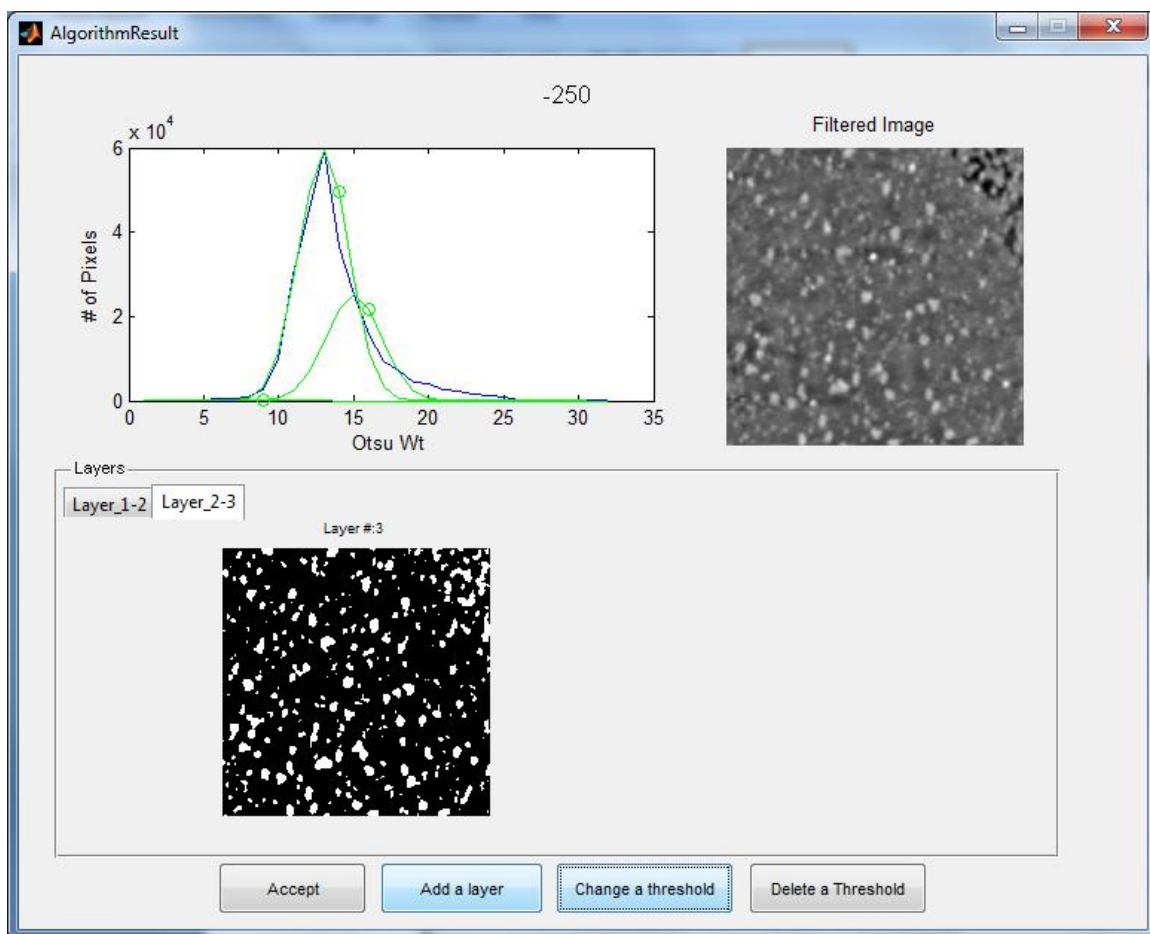 AlgorithmResult
-250
x 10^4
6
4
2
0
# of Pixels
0 5 10 15 20 25 30 35
Otsu Wt
Filtered Image
Layers
Layer_1-2 Layer_2-3
Layer #:3
Accept Add a layer Change a threshold Delete a Threshold